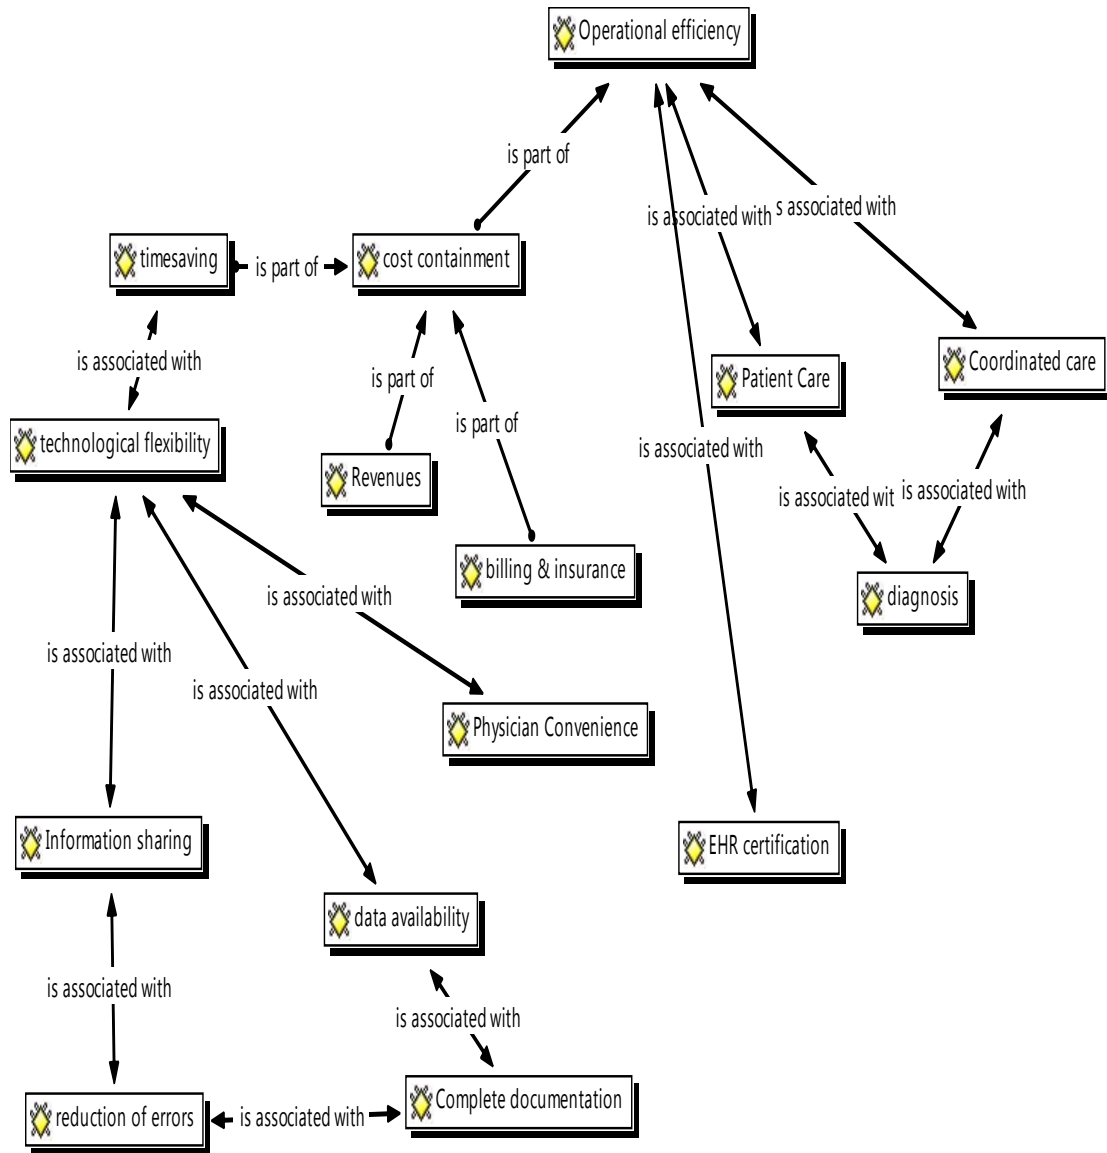 Operational efficiency
is part of
is associated with
s associated with
timesaving
is part of
cost containment
is associated with
Coordinated care
Patient Care
is part of
is part of
technological flexibility
is associated with
Revenues
is associated wit
is associated with
billing & insurance
diagnosis
is associated with
is associated with
is associated with
Physician Convenience
Information sharing
EHR certification
data availability
is associated with
is associated with
Complete documentation
reduction of errors
is associated with